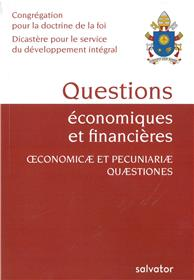 Congrégation
pour la doctrine de la foi
Dicastère pour le service
du développement intégral
Questions
économiques
et financières
ŒCONOMICÆ ET PECUNIARIÆ
QUÆSTIONES
salvator